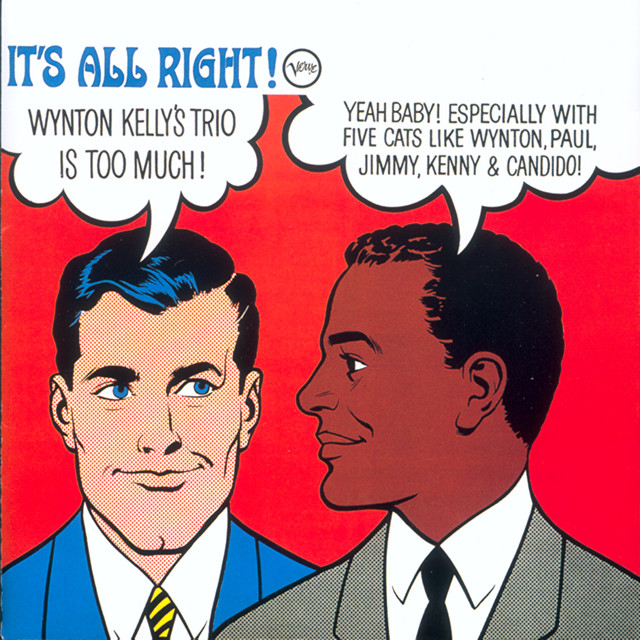 IT'S ALL RIGHT! Verve
WYNTON KELLY'S TRIO
IS TOO MUCH!
YEAH BABY! ESPECIALLY WITH
FIVE CATS LIKE WYNTON, PAUL,
JIMMY, KENNY & CANDIDO!